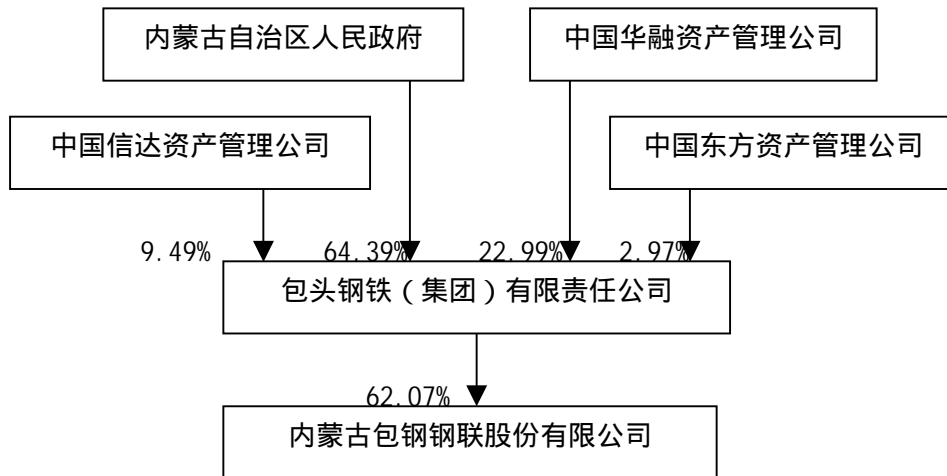 内蒙古自治区人民政府
中国华融资产管理公司
中国信达资产管理公司
中国东方资产管理公司
9.49%
64.39%
22.99%
2.97%
包头钢铁（集团）有限责任公司
62.07%
内蒙古包钢钢联股份有限公司